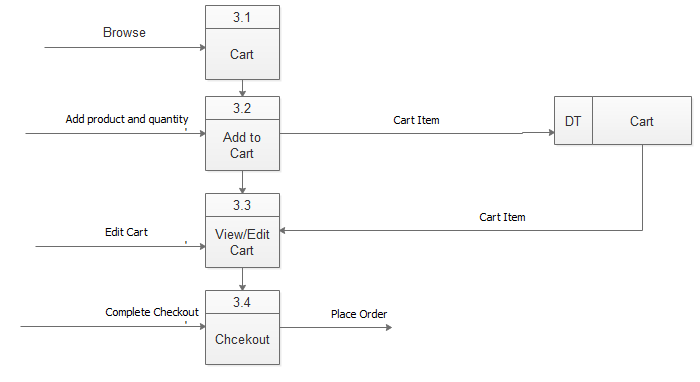 3.1
Browse
Cart
3.2
Add product and quantity
Add to
Cart
Cart Item
DT
Cart
3.3
Edit Cart
View/Edit
Cart
Cart Item
3.4
Complete Checkout
Chcekout
Place Order